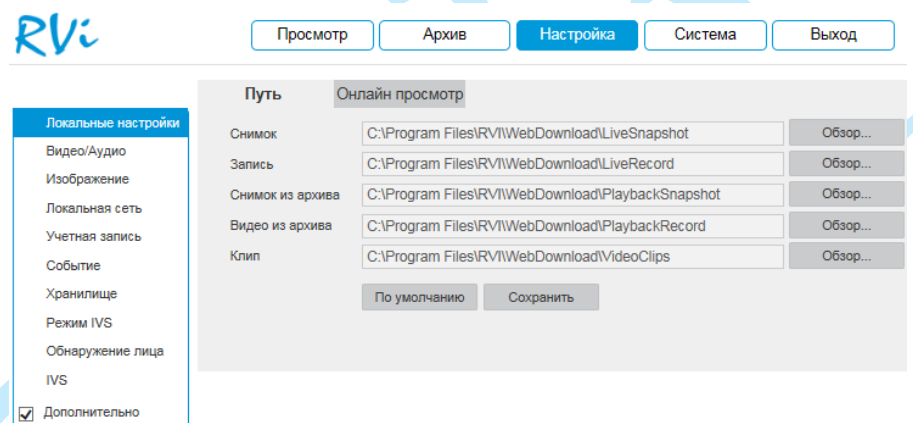 RVi
Просмотр Архив Настройка Система Выход
Путь Онлайн просмотр
Локальные настройки
Видео/Аудио
Изображение
Локальная сеть
Учетная запись
Событие
Хранилище
Режим IVS
Обнаружение лица
IVS
Дополнительно
Снимок C:\Program Files\RVI\WebDownload\LiveSnapshot Обзор...
Запись C:\Program Files\RVI\WebDownload\LiveRecord Обзор...
Снимок из архива C:\Program Files\RVI\WebDownload\PlaybackSnapshot Обзор...
Видео из архива C:\Program Files\RVI\WebDownload\PlaybackRecord Обзор...
Клип C:\Program Files\RVI\WebDownload\VideoClips Обзор...
По умолчанию Сохранить